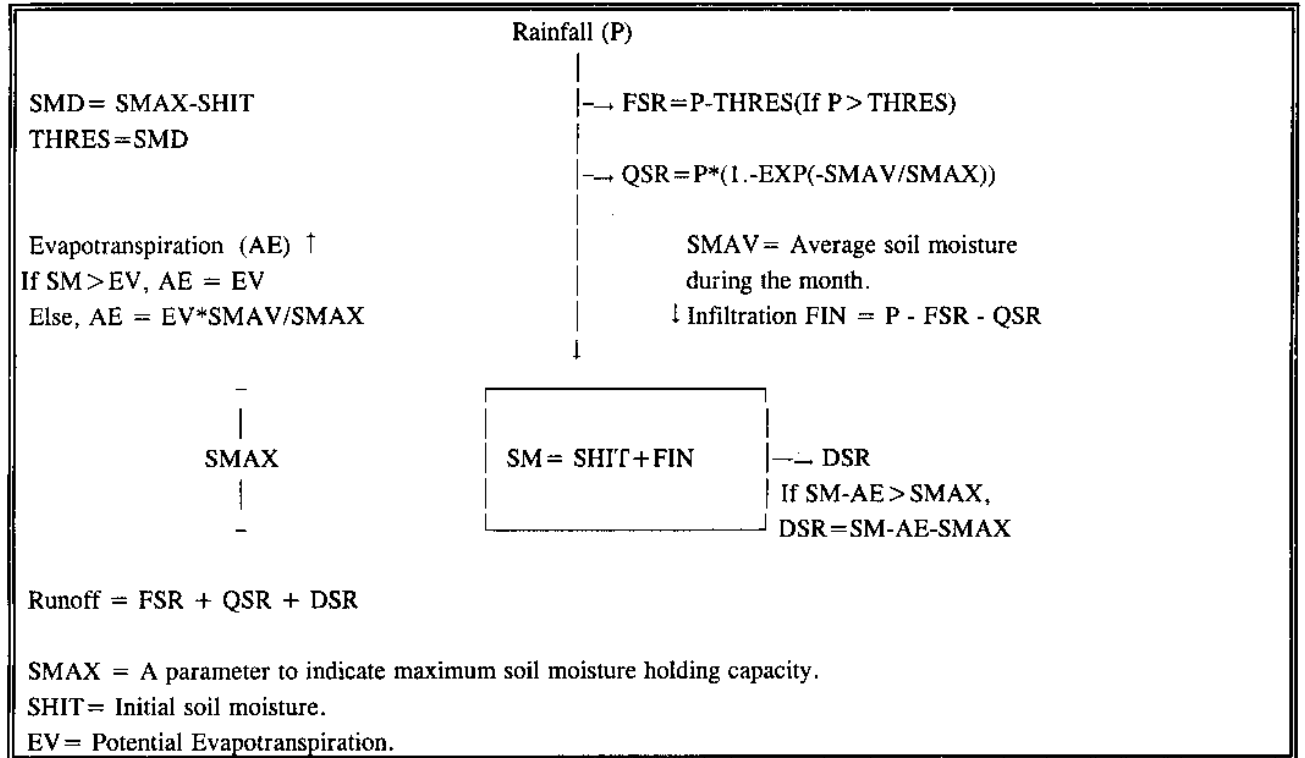 Rainfall (P)
SMD= SMAX-SHIT
→ FSR=P-THRES(If P>THRES)
THRES=SMD
→ QSR=P*(1.-EXP(-SMAV/SMAX))
Evapotranspiration (AE) ↑
If SM>EV, AE = EV
Else, AE = EV*SMAV/SMAX
SMAV= Average soil moisture
during the month.
↓ Infiltration FIN = P - FSR - QSR
SMAX
SM= SHIT+FIN
→ DSR
If SM-AE>SMAX,
DSR=SM-AE-SMAX
Runoff = FSR + QSR + DSR
SMAX = A parameter to indicate maximum soil moisture holding capacity.
SHIT= Initial soil moisture.
EV= Potential Evapotranspiration.